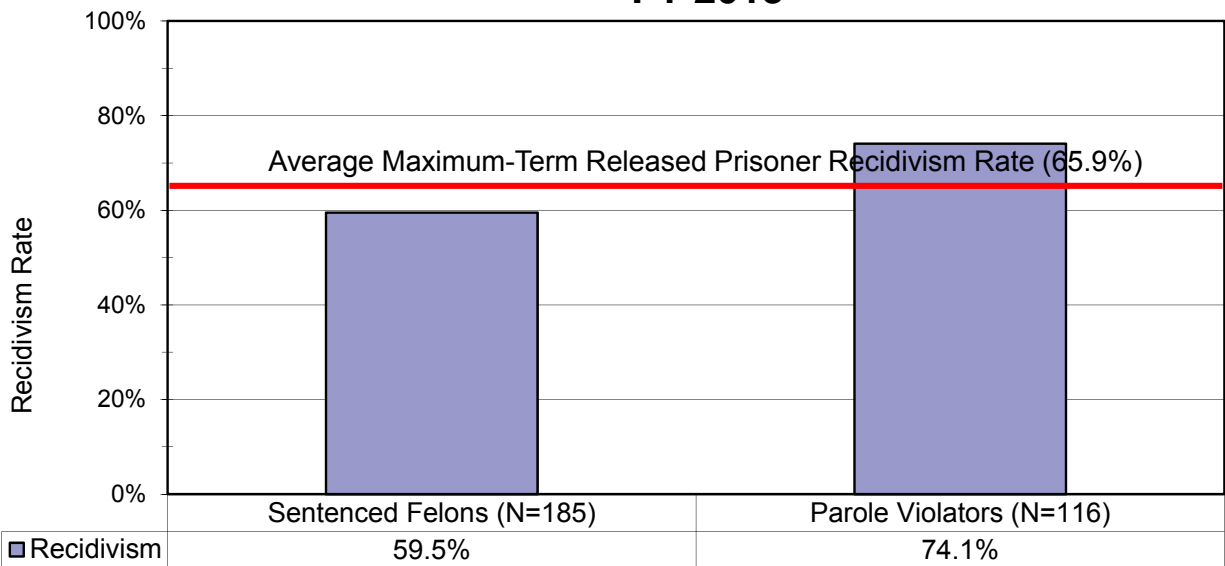 100%
80%
60%
40%
20%
0%
Recidivism Rate
Average Maximum-Term Released Prisoner Recidivism Rate (65.9%)
Sentenced Felons (N=185) Parole Violators (N=116)
Recidivism 59.5% 74.1%